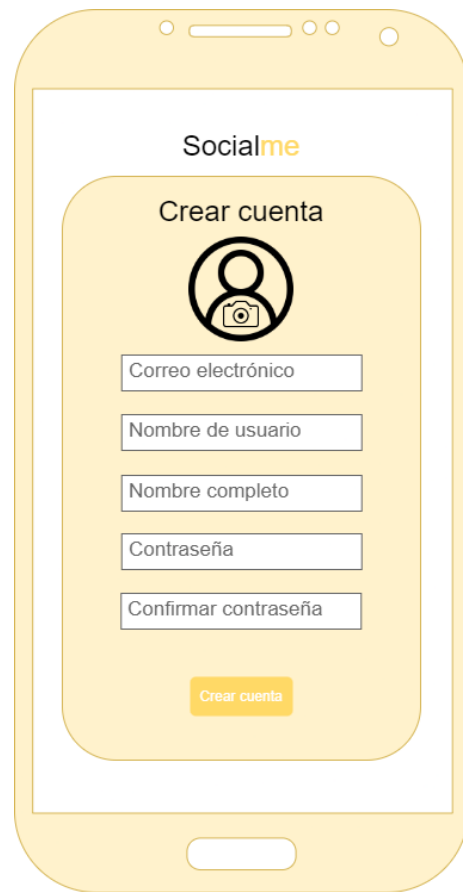 Socialme
Crear cuenta
Correo electrónico
Nombre de usuario
Nombre completo
Contraseña
Confirmar contraseña
Crear cuenta